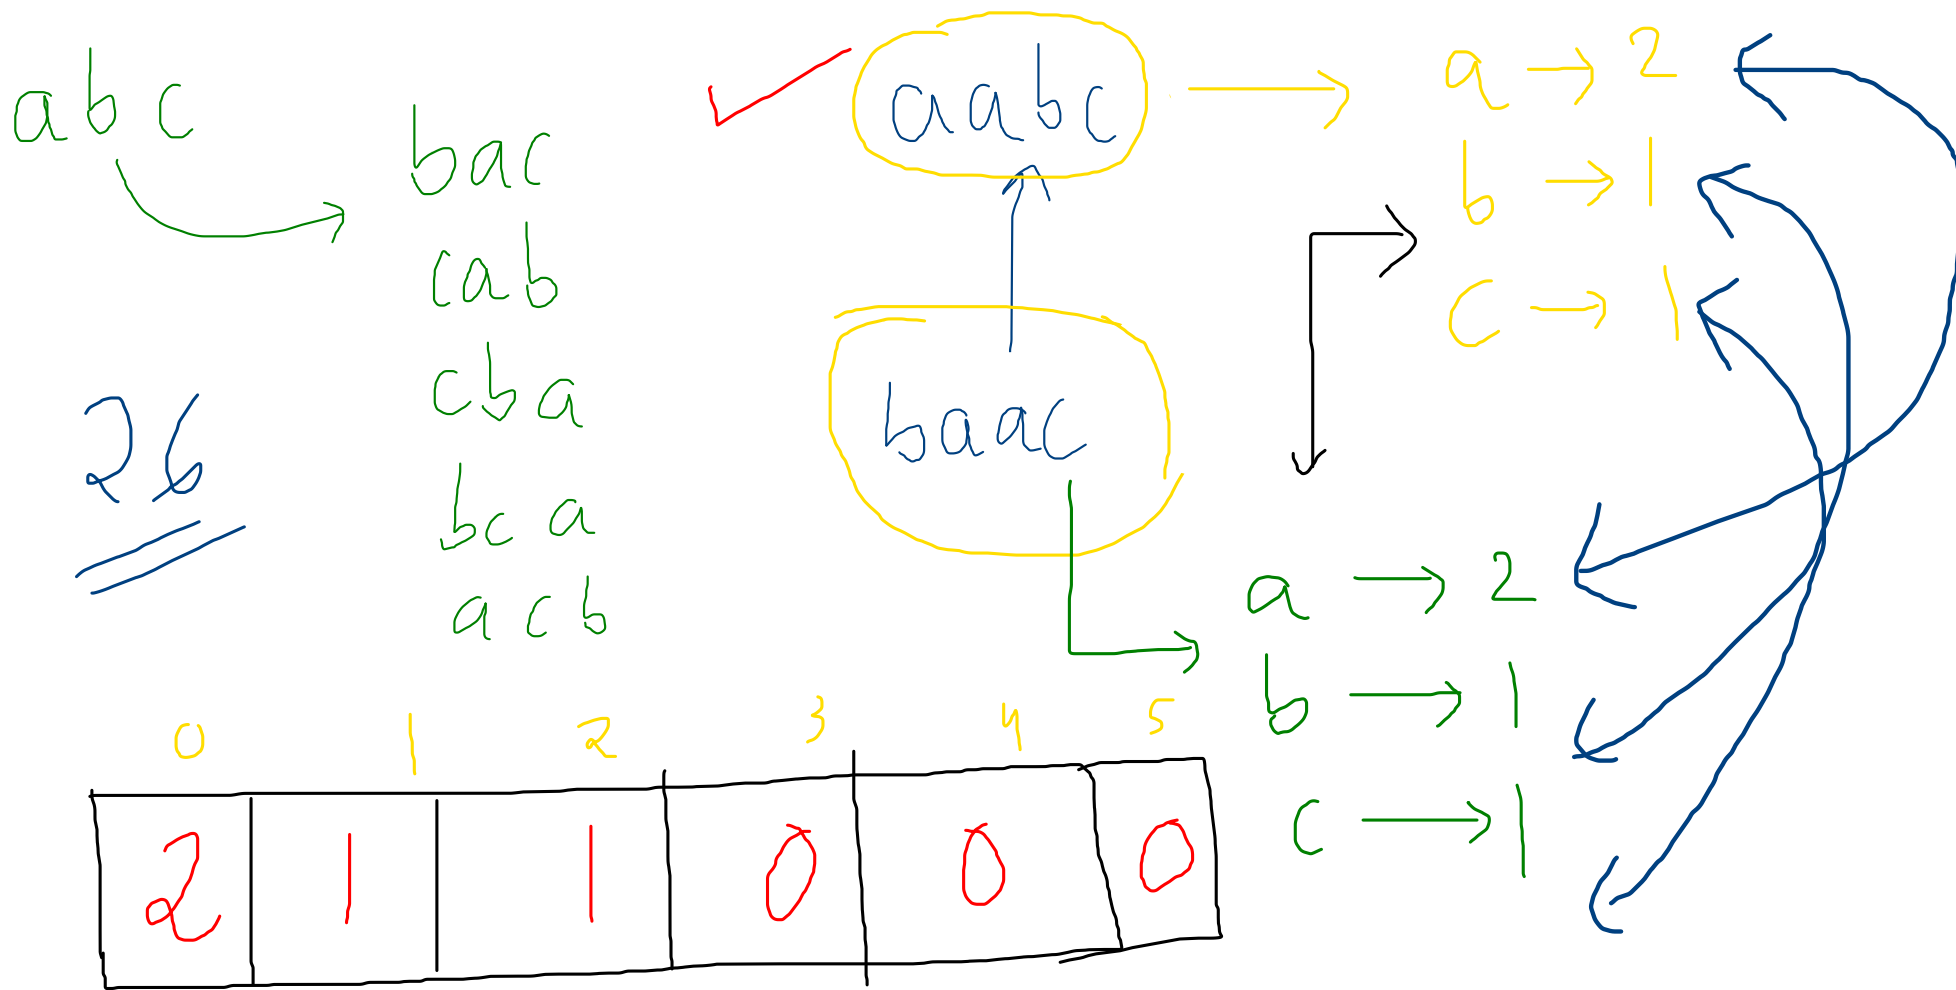 abc
bac
cab
cba
bca
acb
26
aabc
baac
a → 2
b → 1
c → 1
a → 2
b → 1
c → 1
0 1 2 3 4 5
2 1 1 0 0 0